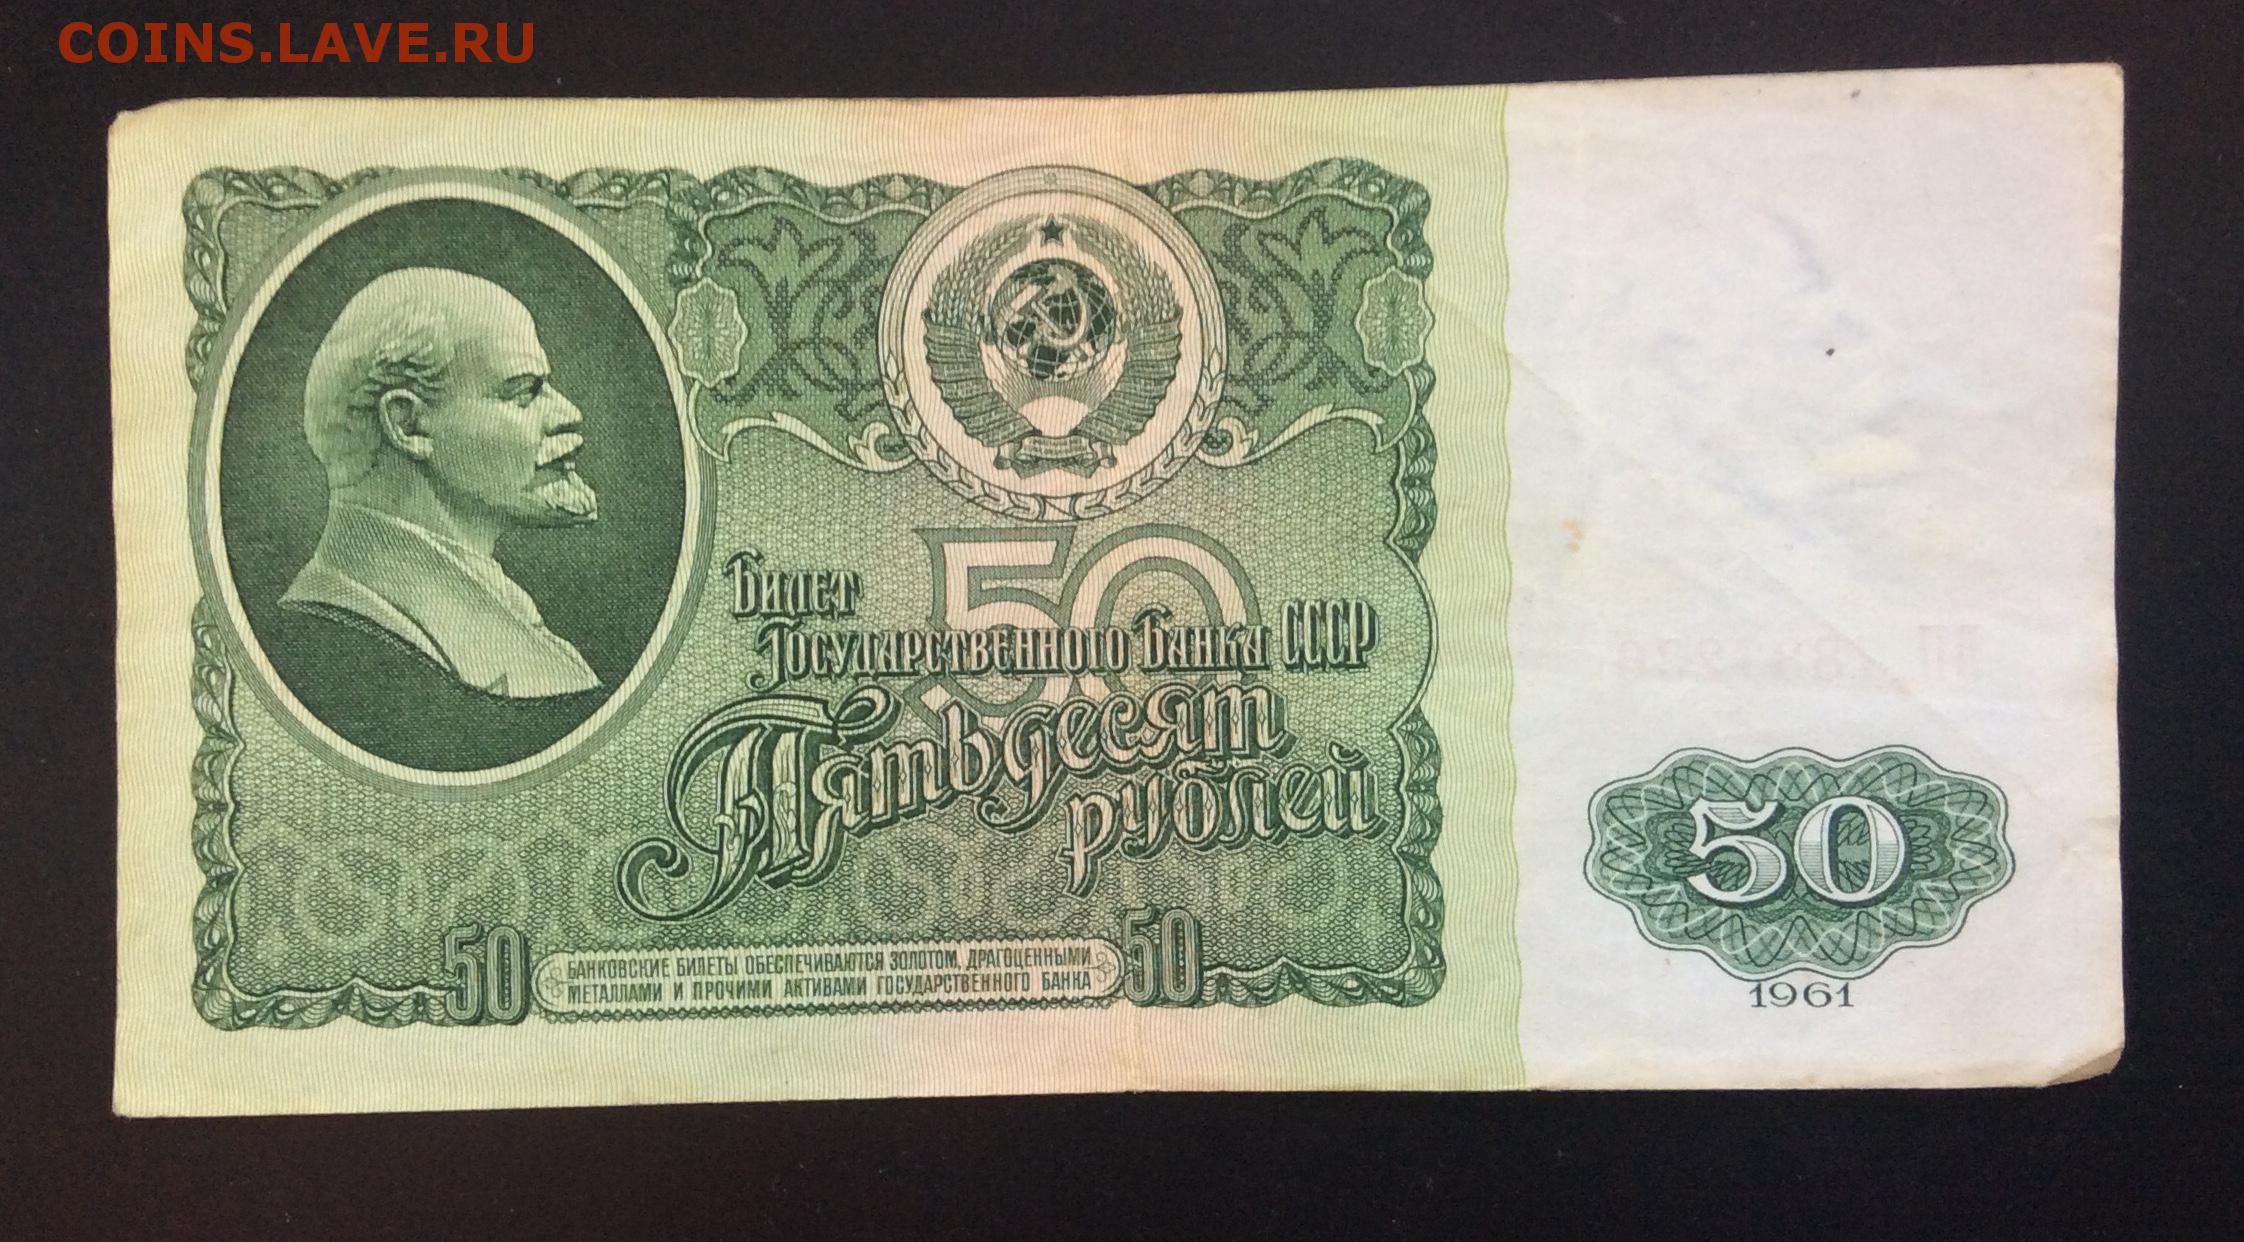 COINS.LAVE.RU
50
Билет
Государственного Банка СССР
Пятьдесят
рублей
50
БАНКОВСКИЕ БИЛЕТЫ ОБЕСПЕЧИВАЮТСЯ ЗОЛОТОМ, ДРАГОЦЕННЫМИ
МЕТАЛЛАМИ И ПРОЧИМИ АКТИВАМИ ГОСУДАРСТВЕННОГО БАНКА
50
50
1961